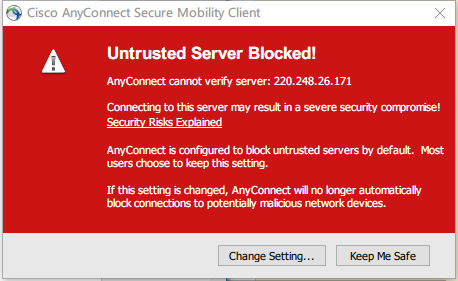 Cisco AnyConnect Secure Mobility Client
Untrusted Server Blocked!
AnyConnect cannot verify server: 220.248.26.171
Connecting to this server may result in a severe security compromise!
Security Risks Explained
AnyConnect is configured to block untrusted servers by default. Most
users choose to keep this setting.
If this setting is changed, AnyConnect will no longer automatically
block connections to potentially malicious network devices.
Change Setting...
Keep Me Safe